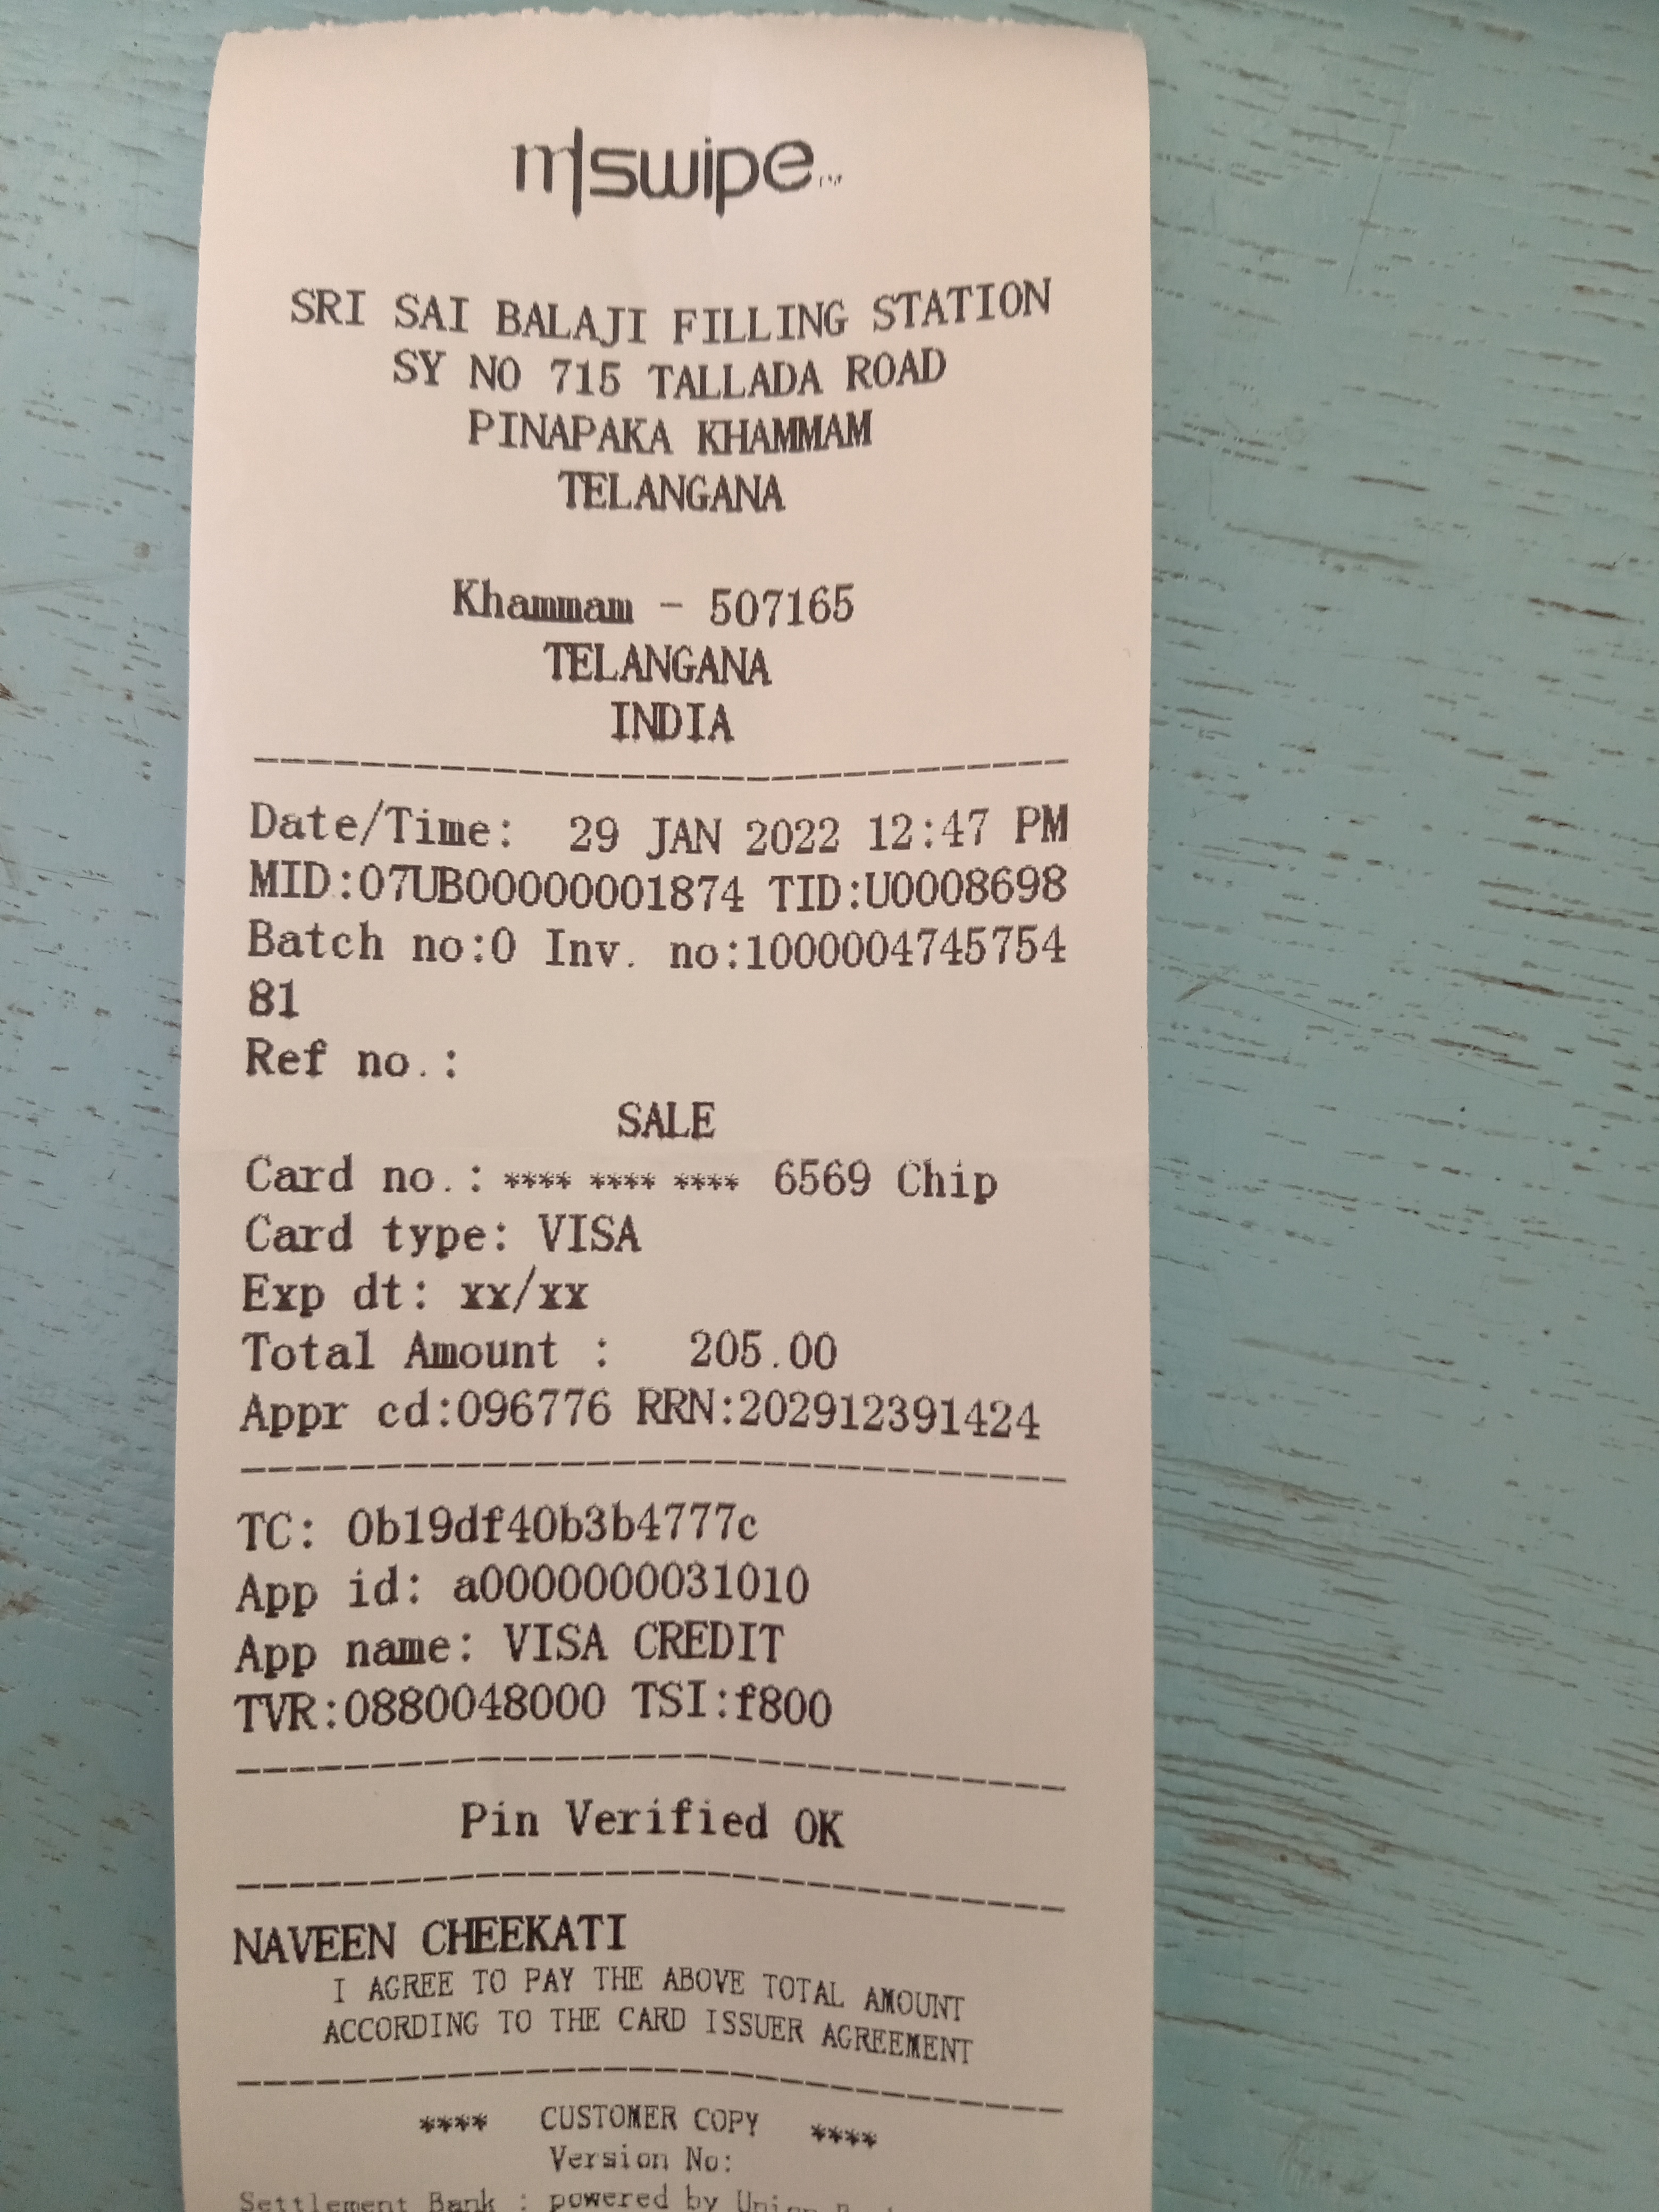 m|swipe
SRI SAI BALAJI FILLING STATION
SY NO 715 TALLADA ROAD
PINAPAKA KHAMMAM
TELANGANA
Khammam - 507165
TELANGANA
INDIA
Date/Time: 29 JAN 2022 12:47 PM
MID:07UB00000001874 TID:U0008698
Batch no:0 Inv. no:1000004745754
81
Ref no.:
SALE
Card no.: **** **** **** 6569 Chip
Card type: VISA
Exp dt: xx/xx
Total Amount : 205.00
Appr cd:096776 RRN:202912391424
TC: 0b19df40b3b4777c
App id: a0000000031010
App name: VISA CREDIT
TVR:0880048000 TSI:f800
Pin Verified OK
NAVEEN CHEEKATI
I AGREE TO PAY THE ABOVE TOTAL AMOUNT
ACCORDING TO THE CARD ISSUER AGREEMENT
**** CUSTOMER COPY ****
Version No:
Settlement Bank : powered by Union